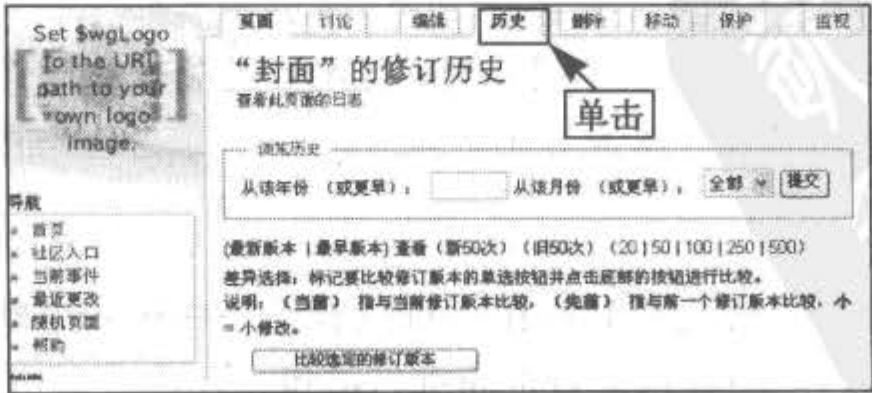 Set $wgLogo
to the URL
path to your
own logo
image.
页面 讨论 编辑 历史 删除 移动 保护 监视
“封面”的修订历史
查看此页面的日志
单击
浏览历史
从该年份 （或更早）： 从该月份 （或更早）： 全部 提交
导航
首页
社区入口
当前事件
最近更改
随机页面
帮助
(最新版本 | 最早版本) 查看（新50次）（旧50次）（20 | 50 | 100 | 250 | 500）
差异选择：标记要比较修订版本的单选按钮并点击底部的按钮进行比较。
说明：（当前） 指与当前修订版本比较，（先前） 指与前一个修订版本比较，小
= 小修改。
比较选定的修订版本